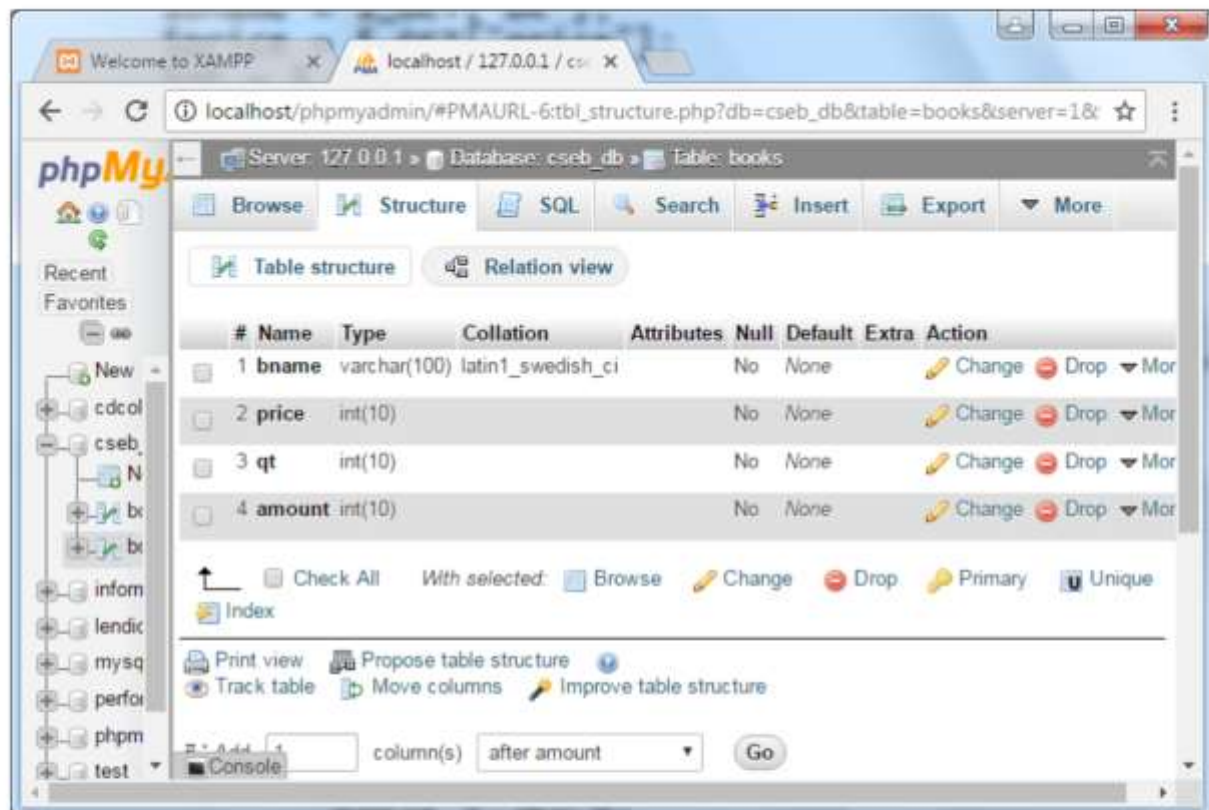 Welcome to XAMPP
localhost / 127.0.0.1 / cs
localhost/phpmyadmin/#PMAURL-6:tbl_structure.php?db=cseb_db&table=books&server=1&
phpMy
Server: 127.0.0.1 » Database: cseb_db » Table: books
Browse Structure SQL Search Insert Export More
Table structure Relation view
Recent
Favorites
New
cdcol
cseb_
N
bo
bo
inform
lendic
mysq
perfor
phpm
test
# Name Type Collation Attributes Null Default Extra Action
1 bname varchar(100) latin1_swedish_ci No None Change Drop Mor
2 price int(10) No None Change Drop Mor
3 qt int(10) No None Change Drop Mor
4 amount int(10) No None Change Drop Mor
Check All With selected: Browse Change Drop Primary Unique
Index
Print view Propose table structure
Track table Move columns Improve table structure
Add 1 column(s) after amount Go
Console